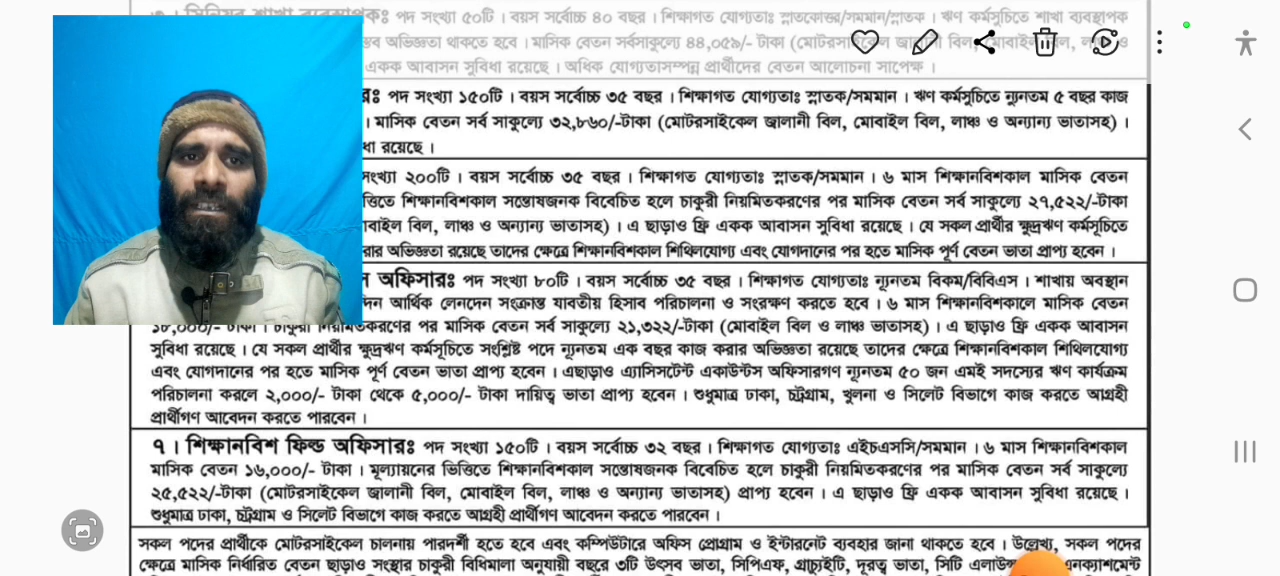 ৩। সিনিয়র শাখা ব্যবস্থাপকঃ পদ সংখ্যা ৫০টি। বয়স সর্বোচ্চ ৪০ বছর। শিক্ষাগত যোগ্যতাঃ স্নাতকোত্তর/সমমান/স্নাতক। ঋণ কর্মসূচিতে শাখা ব্যবস্থাপক
অভিজ্ঞতা থাকতে হবে। মাসিক বেতন সর্বসাকুল্যে ৪৪,০৫৯/- টাকা (মোটরসাইকেল জ্বালানী বিল, মোবাইল বিল, ও
একক আবাসন সুবিধা রয়েছে। অধিক যোগ্যতাসম্পন্ন প্রার্থীদের বেতন আলোচনা সাপেক্ষ।
রঃ পদ সংখ্যা ১৫০টি। বয়স সর্বোচ্চ ৩৫ বছর। শিক্ষাগত যোগ্যতাঃ স্নাতক/সমমান। ঋণ কর্মসূচিতে ন্যুনতম ৫ বছর কাজ
। মাসিক বেতন সর্ব সাকুল্যে ৩২,৮৬০/-টাকা (মোটরসাইকেল জ্বালানী বিল, মোবাইল বিল, লাঞ্চ ও অন্যান্য ভাতাসহ)।
ধা রয়েছে।
সংখ্যা ২০০টি। বয়স সর্বোচ্চ ৩৫ বছর। শিক্ষাগত যোগ্যতাঃ স্নাতক/সমমান। ৬ মাস শিক্ষানবিশকাল মাসিক বেতন
ত্তিতে শিক্ষানবিশকাল সন্তোষজনক বিবেচিত হলে চাকুরী নিয়মিতকরণের পর মাসিক বেতন সর্ব সাকুল্যে ২৭,৫২২/-টাকা
বাইল বিল, লাঞ্চ ও অন্যান্য ভাতাসহ)। এ ছাড়াও ফ্রি একক আবাসন সুবিধা রয়েছে। যে সকল প্রার্থীর ক্ষুদ্রঋণ কর্মসূচিতে
রার অভিজ্ঞতা রয়েছে তাদের ক্ষেত্রে শিক্ষানবিশকাল শিথিলযোগ্য এবং যোগদানের পর হতে মাসিক পূর্ণ বেতন ভাতা প্রাপ্য হবেন।
স অফিসারঃ পদ সংখ্যা ৮০টি। বয়স সর্বোচ্চ ৩৫ বছর। শিক্ষাগত যোগ্যতাঃ ন্যূনতম বিকম/বিবিএস। শাখায় অবস্থান
দন আর্থিক লেনদেন সংক্রান্ত যাবতীয় হিসাব পরিচালনা ও সংরক্ষণ করতে হবে। ৬ মাস শিক্ষানবিশকালে মাসিক বেতন
১৮,০০০/- টাকা। চাকুরী নিয়মিতকরণের পর মাসিক বেতন সর্ব সাকুল্যে ২১,৩২২/-টাকা (মোবাইল বিল ও লাঞ্চ ভাতাসহ)। এ ছাড়াও ফ্রি একক আবাসন
সুবিধা রয়েছে। যে সকল প্রার্থীর ক্ষুদ্রঋণ কর্মসূচিতে সংশ্লিষ্ট পদে ন্যূনতম এক বছর কাজ করার অভিজ্ঞতা রয়েছে তাদের ক্ষেত্রে শিক্ষানবিশকাল শিথিলযোগ্য
এবং যোগদানের পর হতে মাসিক পূর্ণ বেতন ভাতা প্রাপ্য হবেন। এছাড়াও এ্যাসিসটেন্ট একাউন্টস অফিসারগণ ন্যূনতম ৫০ জন এমই সদস্যের ঋণ কার্যক্রম
পরিচালনা করলে ২,০০০/- টাকা থেকে ৫,০০০/- টাকা দায়িত্ব ভাতা প্রাপ্য হবেন। শুধুমাত্র ঢাকা, চট্রগ্রাম, খুলনা ও সিলেট বিভাগে কাজ করতে আগ্রহী
প্রার্থীগণ আবেদন করতে পারবেন।
৭। শিক্ষানবিশ ফিল্ড অফিসারঃ পদ সংখ্যা ১৫০টি। বয়স সর্বোচ্চ ৩২ বছর। শিক্ষাগত যোগ্যতাঃ এইচএসসি/সমমান। ৬ মাস শিক্ষানবিশকাল
মাসিক বেতন ১৬,০০০/- টাকা। মূল্যায়নের ভিত্তিতে শিক্ষানবিশকাল সন্তোষজনক বিবেচিত হলে চাকুরী নিয়মিতকরণের পর মাসিক বেতন সর্ব সাকুল্যে
২৫,৫২২/-টাকা (মোটরসাইকেল জ্বালানী বিল, মোবাইল বিল, লাঞ্চ ও অন্যান্য ভাতাসহ) প্রাপ্য হবেন। এ ছাড়াও ফ্রি একক আবাসন সুবিধা রয়েছে।
শুধুমাত্র ঢাকা, চট্রগ্রাম ও সিলেট বিভাগে কাজ করতে আগ্রহী প্রার্থীগণ আবেদন করতে পারবেন।
সকল পদের প্রার্থীকে মোটরসাইকেল চালনায় পারদর্শী হতে হবে এবং কম্পিউটারে অফিস প্রোগ্রাম ও ইন্টারনেট ব্যবহার জানা থাকতে হবে। উল্লেখ্য, সকল পদের
ক্ষেত্রে মাসিক নির্ধারিত বেতন ছাড়াও সংস্থার চাকুরী বিধিমালা অনুযায়ী বছরে ৩টি উৎসব ভাতা, সিপিএফ, গ্রাচ্যুইটি, দূরত্ব ভাতা, সিটি এলাউন্স এনক্যাশমেন্ট